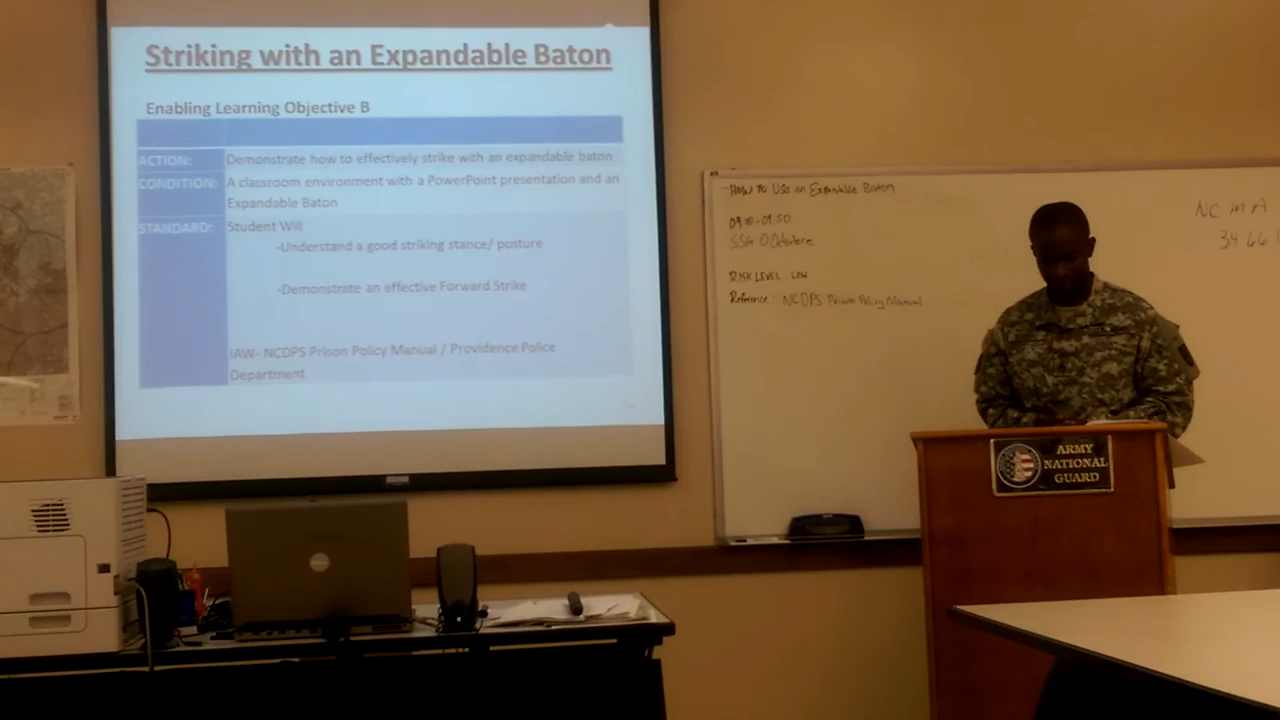 Striking with an Expandable Baton
Enabling Learning Objective B
ACTION: Demonstrate how to effectively strike with an expandable baton
CONDITION: A classroom environment with a PowerPoint presentation and an
Expandable Baton
STANDARD: Student Will
-Understand a good striking stance/ posture
-Demonstrate an effective Forward Strike
IAW- NCDPS Prison Policy Manual / Providence Police
Department
How to Use an Expandable Baton
0900-0950
SSG
Risk Level Low
Reference: NCDPS Prison Policy Manual
NC M A
34 66
ARMY
NATIONAL
GUARD